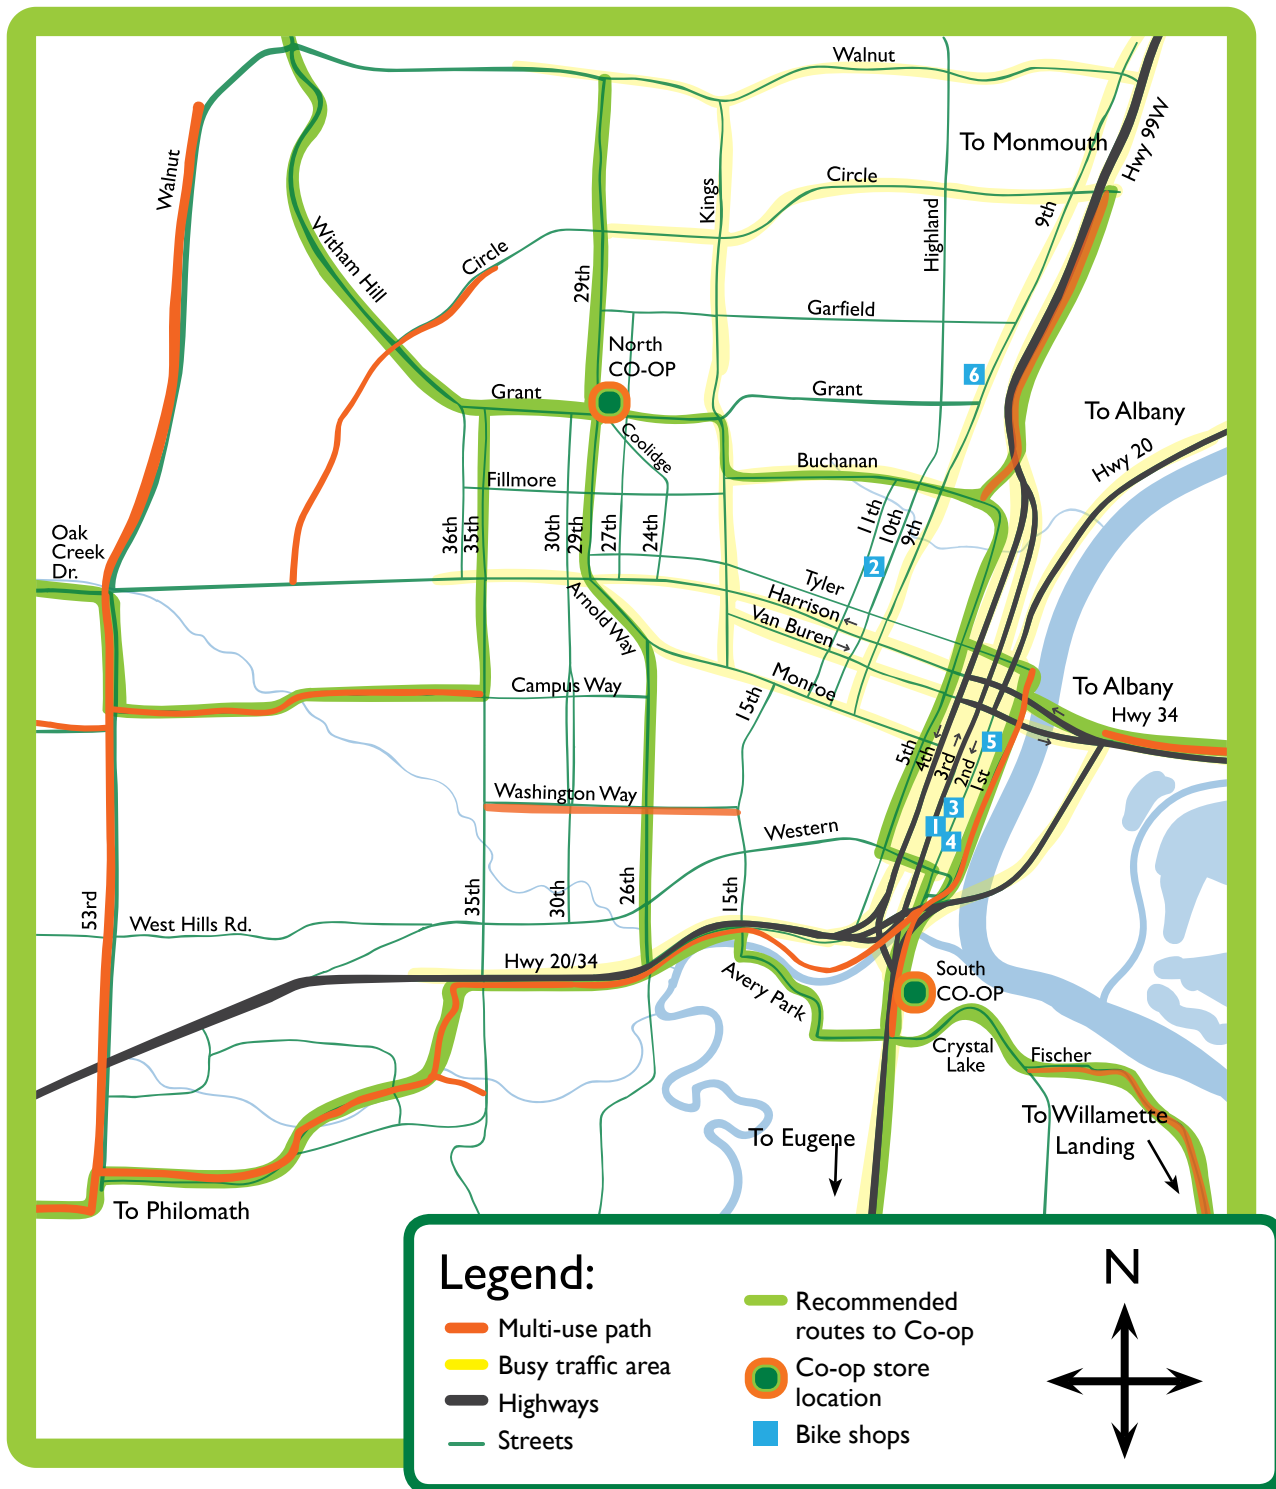 Walnut
To Monmouth
Hwy 99W
Walnut
Kings
Circle
Highland
9th
Witham Hill
Circle
29th
Garfield
North
CO-OP
6
Grant
Grant
To Albany
Hwy 20
Coolidge
Buchanan
Fillmore
Oak
Creek
Dr.
36th
35th
30th
29th
27th
24th
11th
10th
9th
2
Arnold Way
Tyler
Harrison
Van Buren
Monroe
Campus Way
15th
To Albany
Hwy 34
5th
4th
3rd
2nd
1st
5
3
1
4
Washington Way
Western
53rd
35th
30th
26th
15th
West Hills Rd.
Hwy 20/34
Avery Park
South
CO-OP
Crystal
Lake
Fischer
To Willamette
Landing
To Eugene
To Philomath
Legend:
Multi-use path
Busy traffic area
Highways
Streets
Recommended
routes to Co-op
Co-op store
location
Bike shops
N